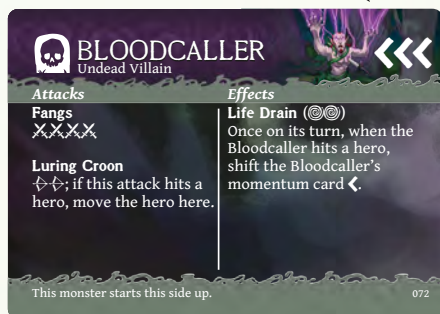 BLOODCALLER
Undead Villain
Attacks
Fangs
Luring Croon
; if this attack hits a
hero, move the hero here.
Effects
Life Drain ( )
Once on its turn, when the
Bloodcaller hits a hero,
shift the Bloodcaller's
momentum card .
This monster starts this side up.
072